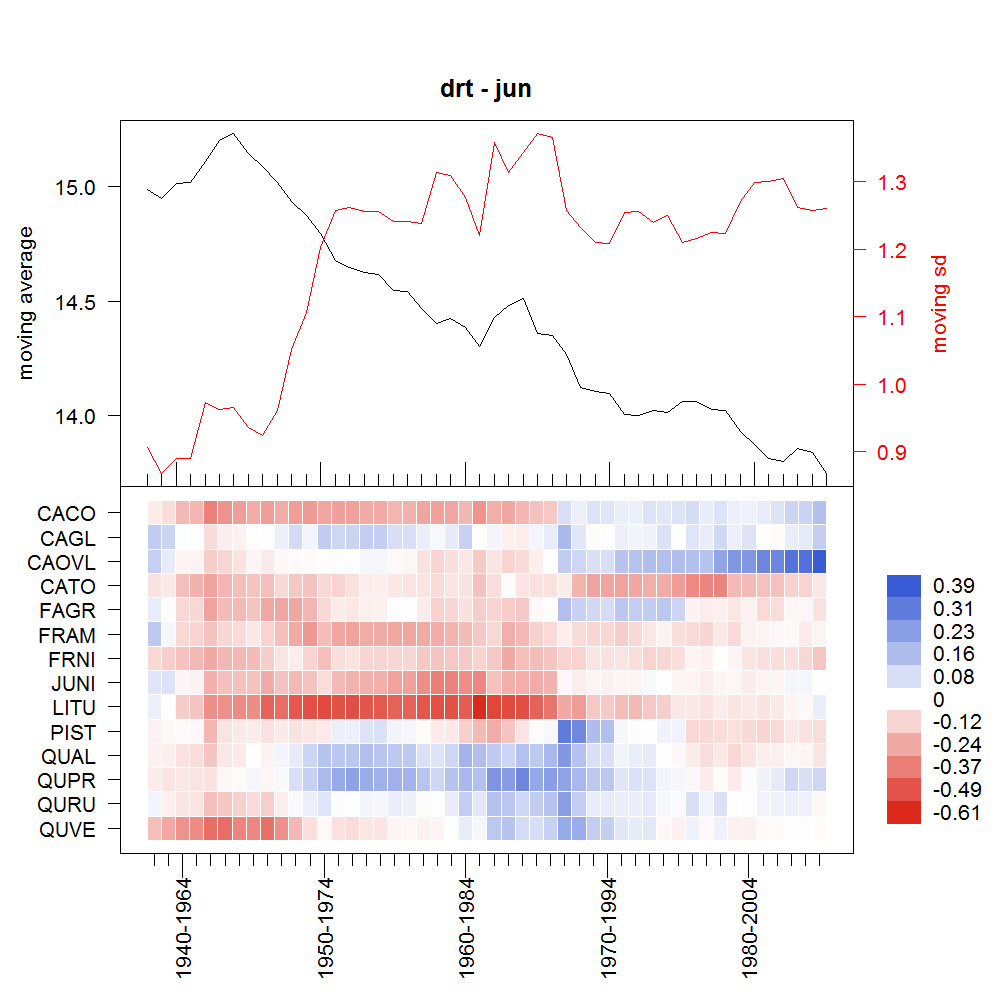 drt - jun
moving average
15.0
14.5
14.0
1.3
1.2
1.1
1.0
0.9
moving sd
CACO
CAGL
CAOVL
CATO
FAGR
FRAM
FRNI
JUNI
LITU
PIST
QUAL
QUPR
QURU
QUVE
0.39
0.31
0.23
0.16
0.08
0
-0.12
-0.24
-0.37
-0.49
-0.61
1940-1964
1950-1974
1960-1984
1970-1994
1980-2004